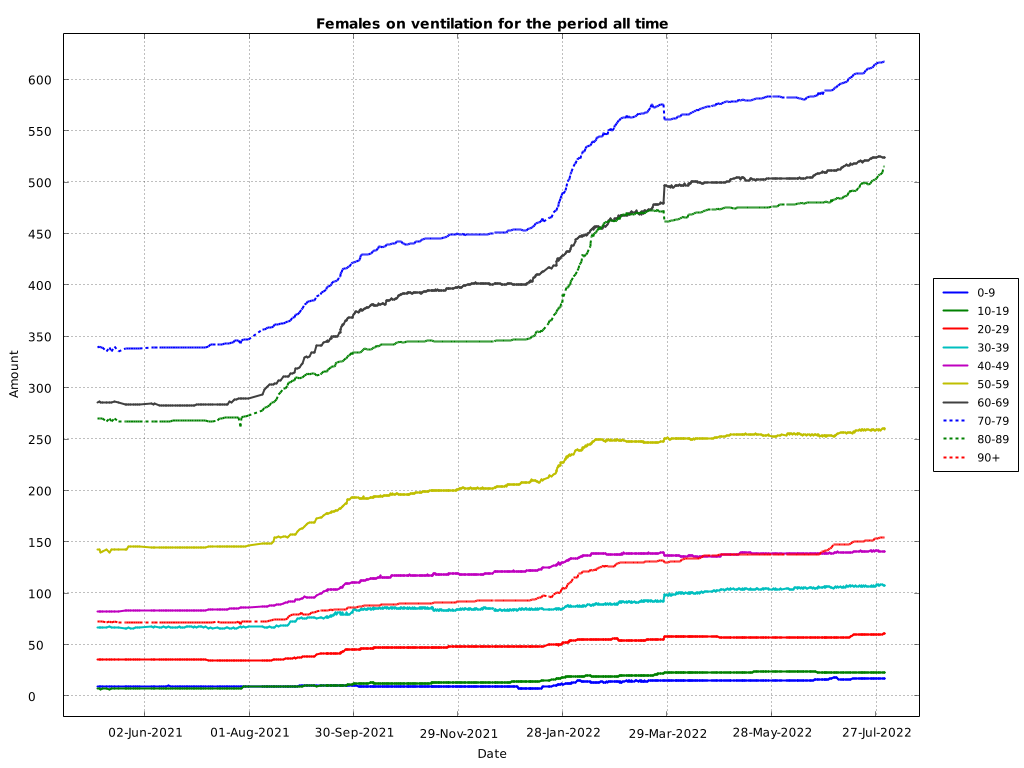 Females on ventilation for the period all time
600
550
500
450
400
350
300
250
200
150
100
50
0
Amount
02-Jun-2021
01-Aug-2021
30-Sep-2021
29-Nov-2021
28-Jan-2022
29-Mar-2022
28-May-2022
27-Jul-2022
Date
0-9
10-19
20-29
30-39
40-49
50-59
60-69
70-79
80-89
90+